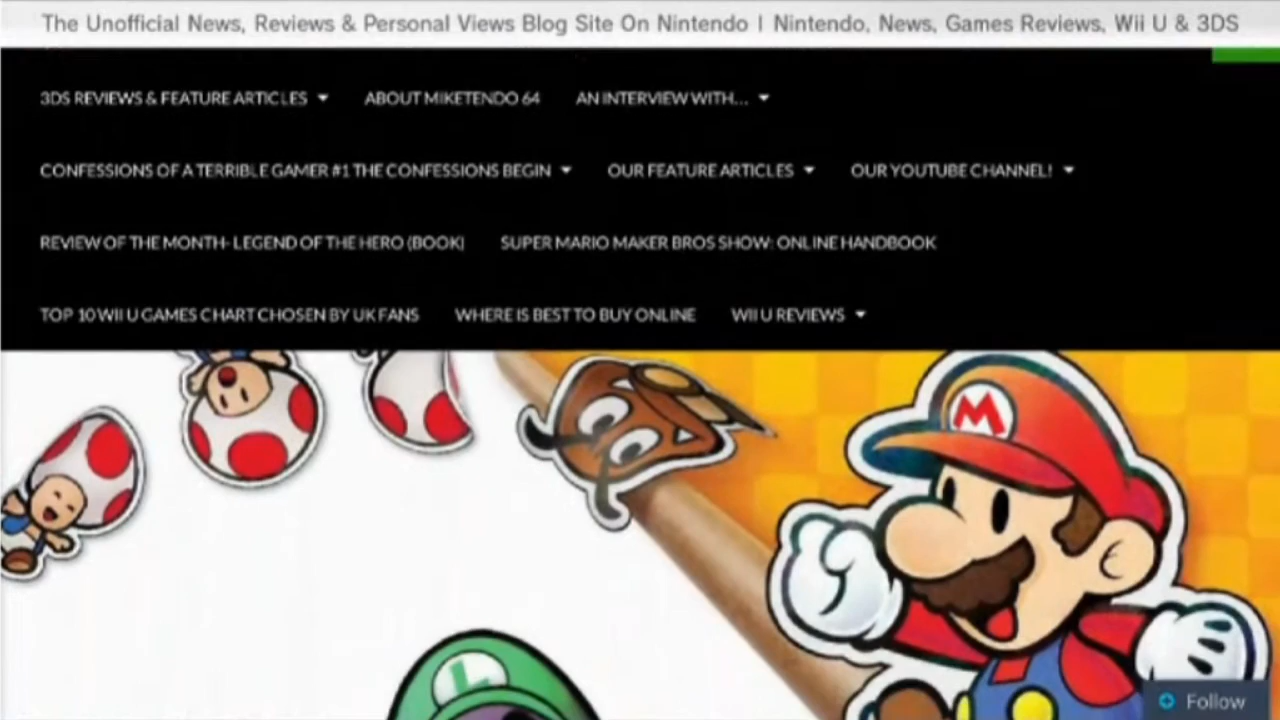 The Unofficial News, Reviews & Personal Views Blog Site On Nintendo | Nintendo, News, Games Reviews, Wii U & 3DS
3DS REVIEWS & FEATURE ARTICLES ABOUT MIKETENDO 64 AN INTERVIEW WITH...
CONFESSIONS OF A TERRIBLE GAMER #1 THE CONFESSIONS BEGIN OUR FEATURE ARTICLES OUR YOUTUBE CHANNEL!
REVIEW OF THE MONTH- LEGEND OF THE HERO (BOOK) SUPER MARIO MAKER BROS SHOW: ONLINE HANDBOOK
TOP 10 WII U GAMES CHART CHOSEN BY UK FANS WHERE IS BEST TO BUY ONLINE WII U REVIEWS
M
L
Follow